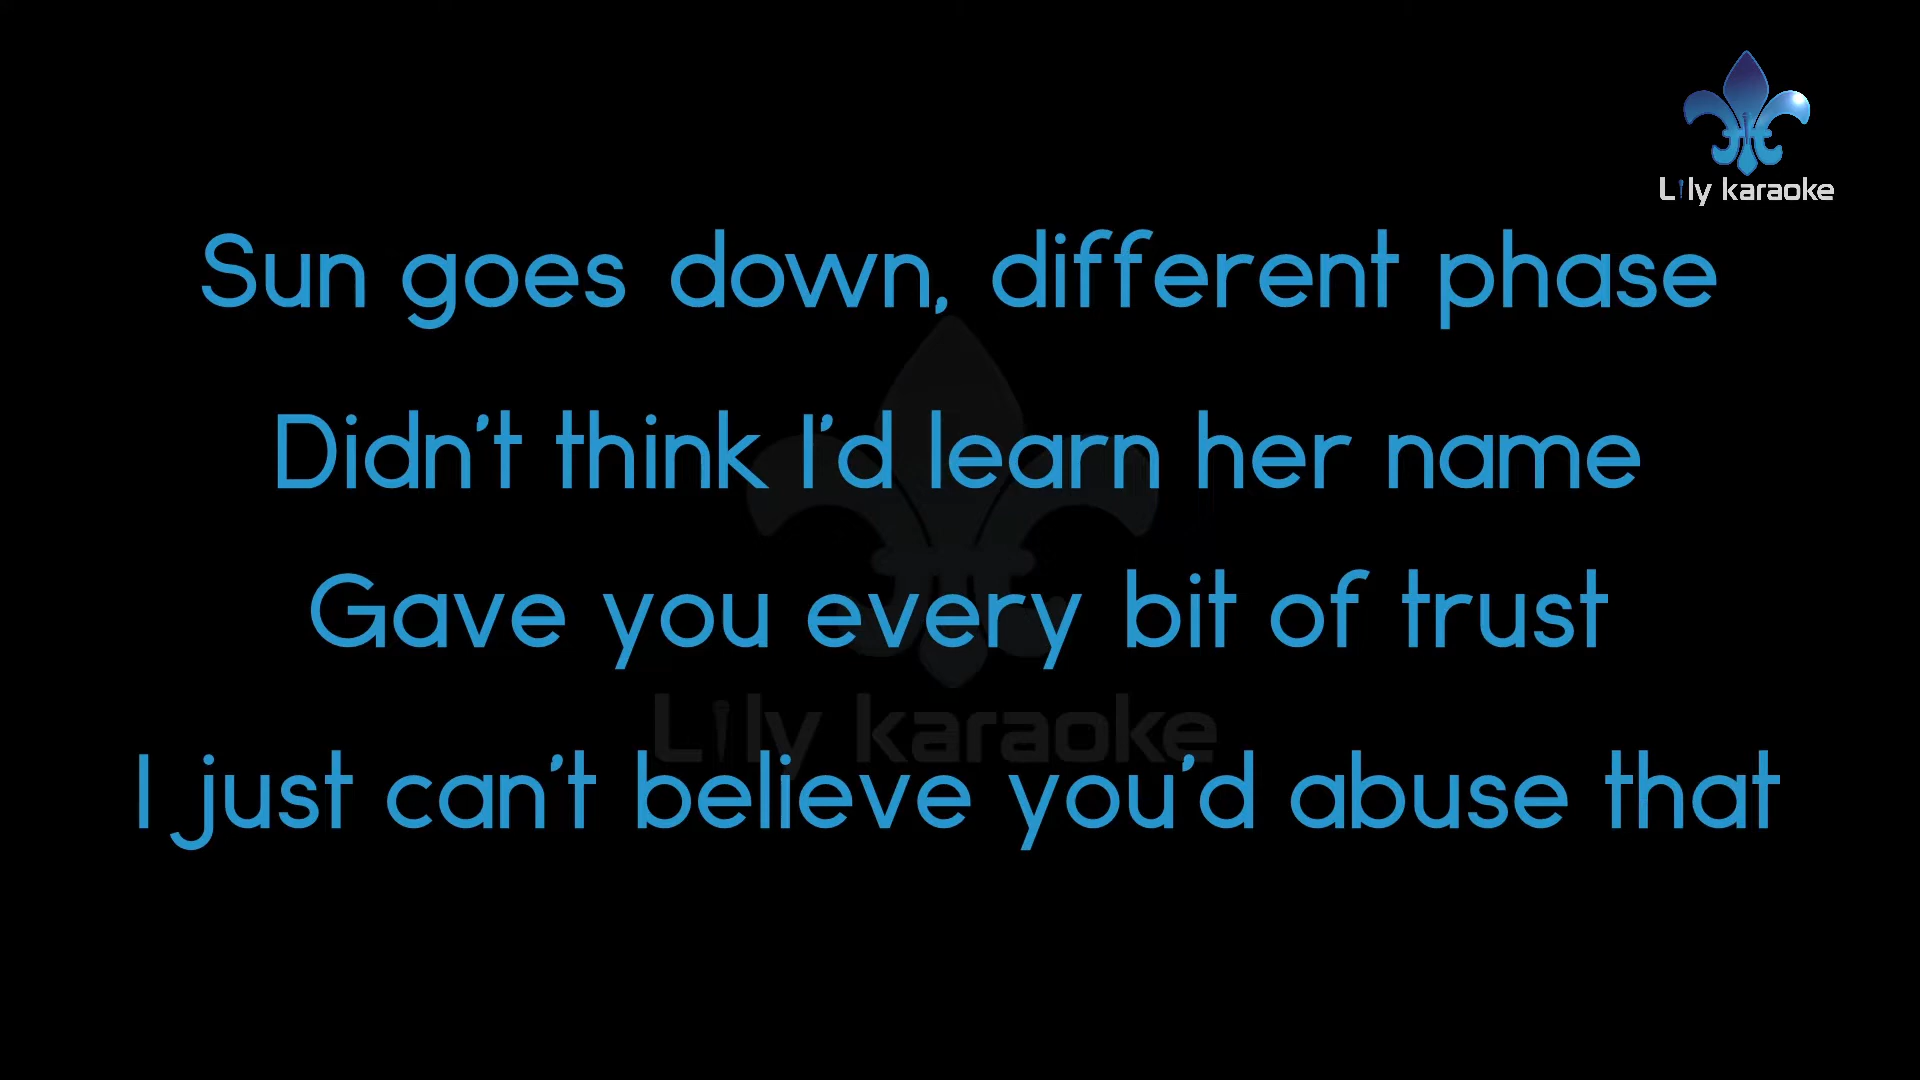 Lily karaoke
Sun goes down, different phase
Didn't think I'd learn her name
Gave you every bit of trust
Lily karaoke
I just can't believe you'd abuse that